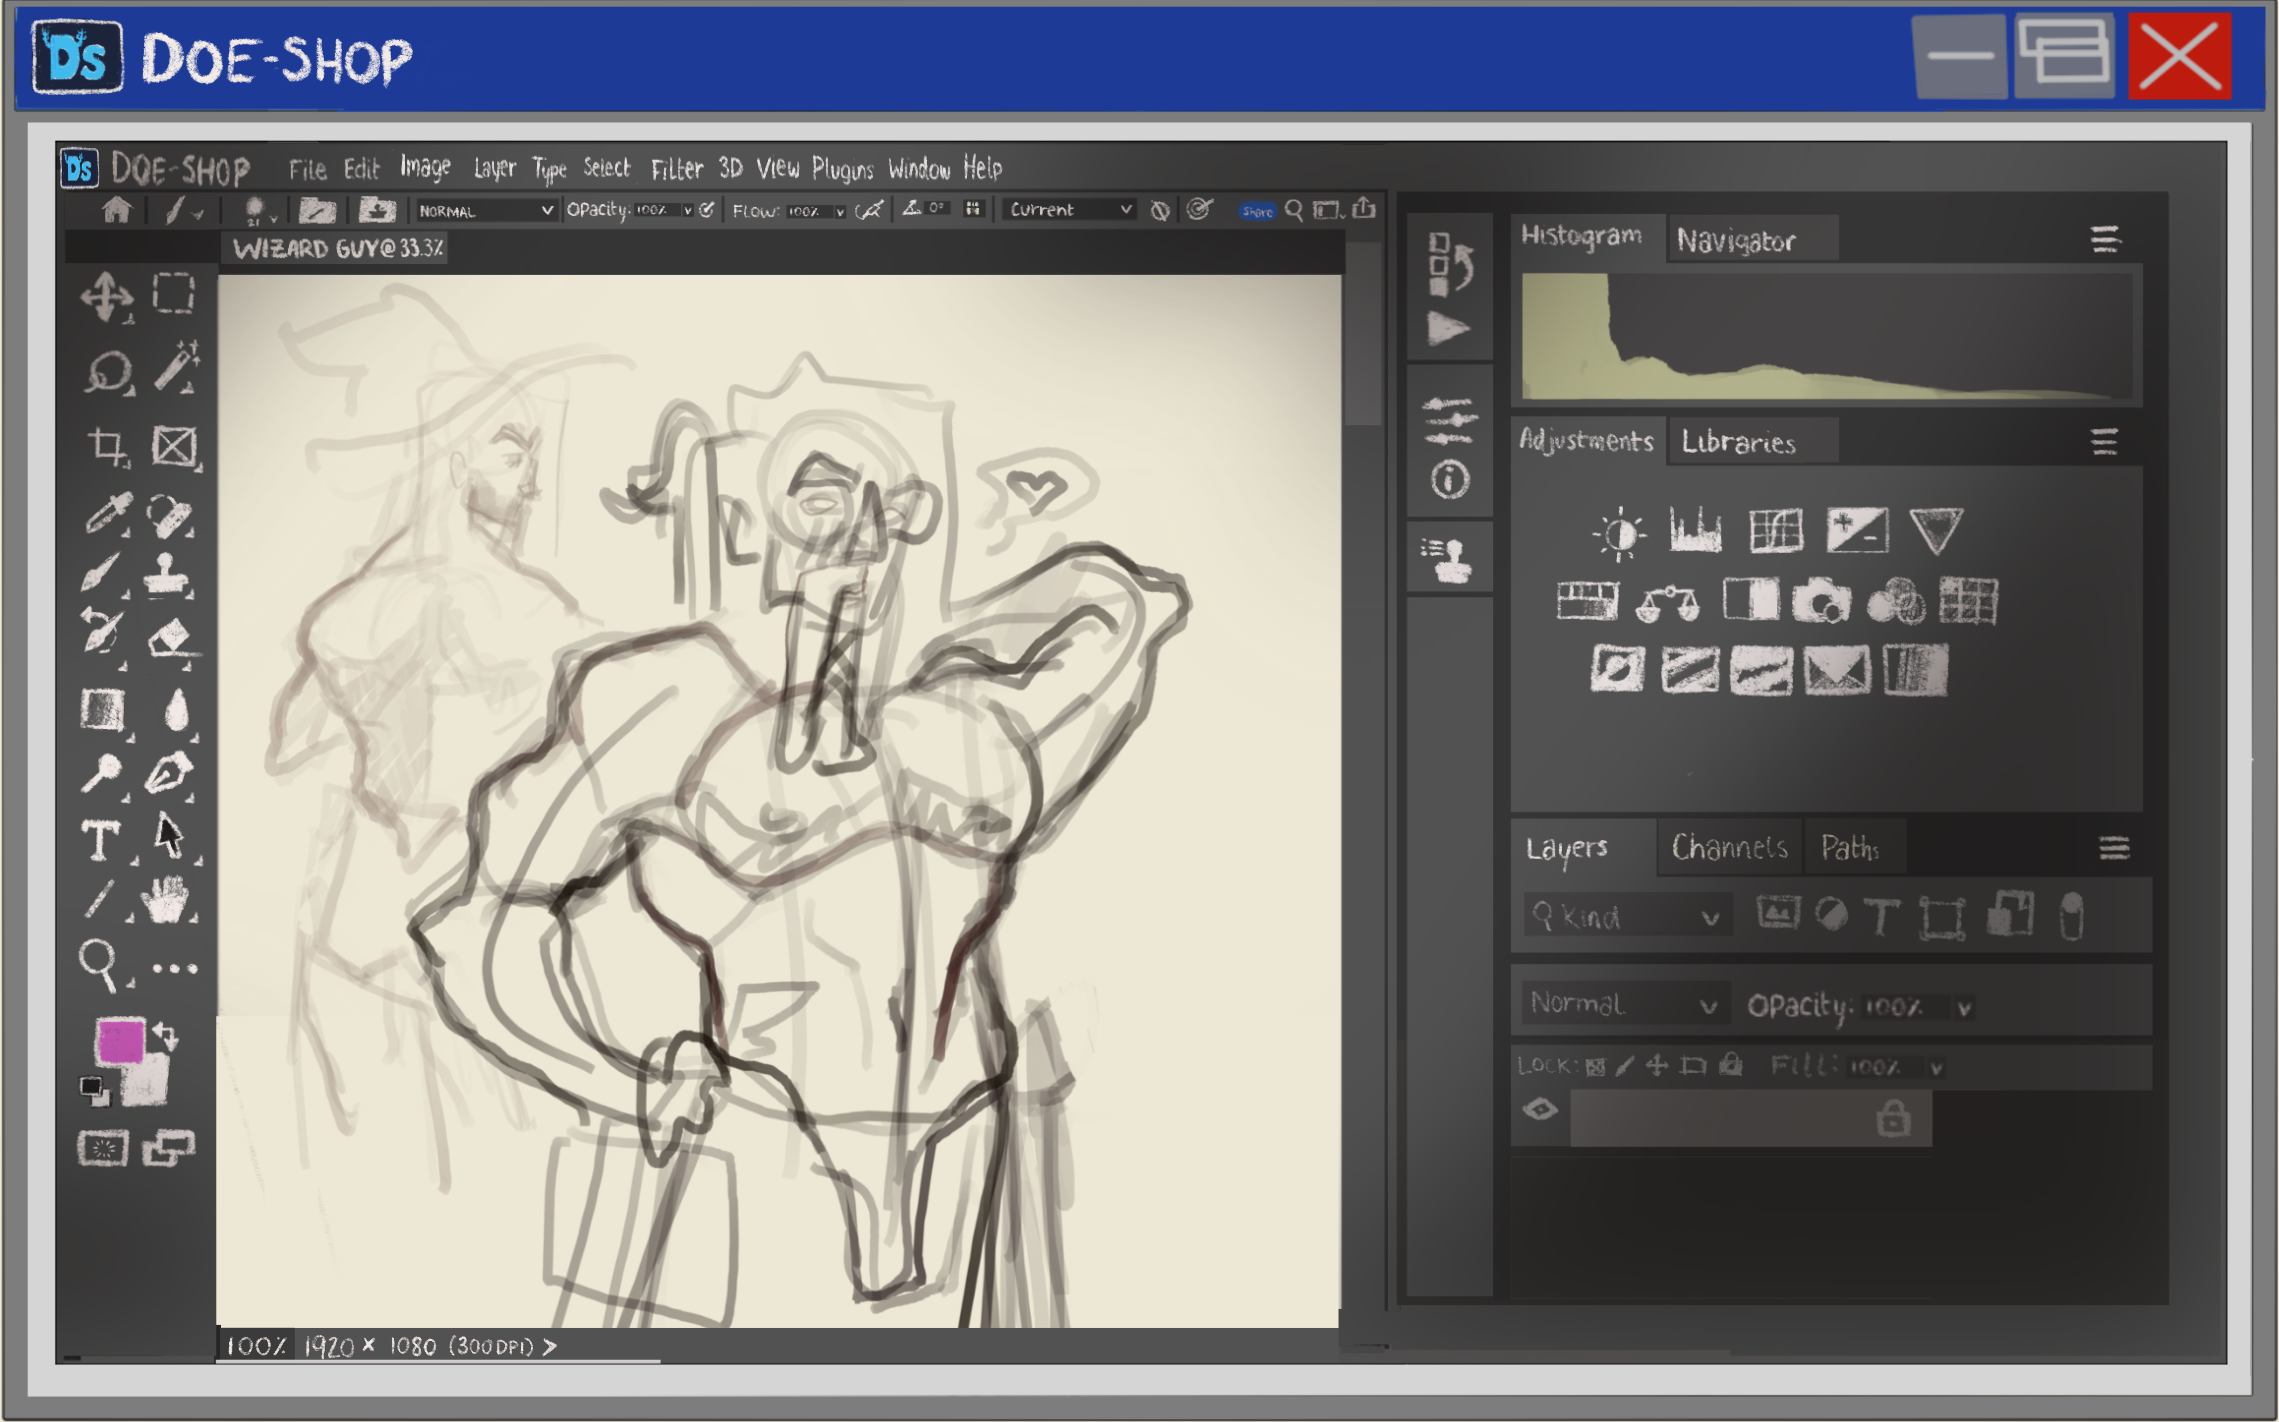 Ds DOE-SHOP
Ds DOE-SHOP File Edit Image Layer Type Select Filter 3D View Plugins Window Help
21 NORMAL OPACITY: 100% FLOW: 100% 0° Current Share
WIZARD GUY@33.3%
Histogram Navigator
Adjustments Libraries
Layers Channels Paths
Kind T
Normal OPACITY: 100%
LOCK: Fill: 100%
T
100% 1920 × 1080 (300DPI) >